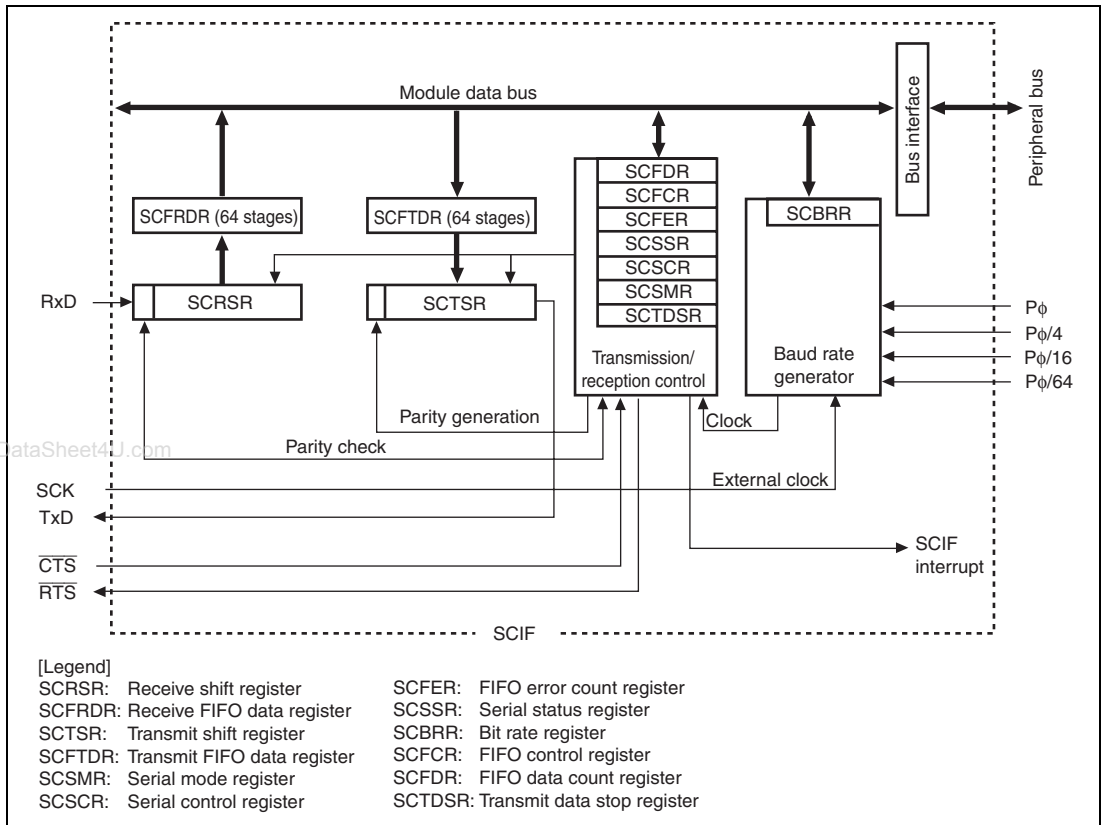 Module data bus
Bus interface
Peripheral bus
SCFRDR (64 stages)
SCFTDR (64 stages)
SCFDR
SCFCR
SCFER
SCSSR
SCSCR
SCSMR
SCTDSR
Transmission/
reception control
SCBRR
Baud rate
generator
RxD
SCRSR
SCTSR
Pϕ
Pϕ/4
Pϕ/16
Pϕ/64
Parity generation
Clock
Parity check
DataSheet4U.com
External clock
SCK
TxD
C̅T̅S̅
R̅T̅S̅
SCIF
interrupt
SCIF
[Legend]
SCRSR: Receive shift register
SCFRDR: Receive FIFO data register
SCTSR: Transmit shift register
SCFTDR: Transmit FIFO data register
SCSMR: Serial mode register
SCSCR: Serial control register
SCFER: FIFO error count register
SCSSR: Serial status register
SCBRR: Bit rate register
SCFCR: FIFO control register
SCFDR: FIFO data count register
SCTDSR: Transmit data stop register